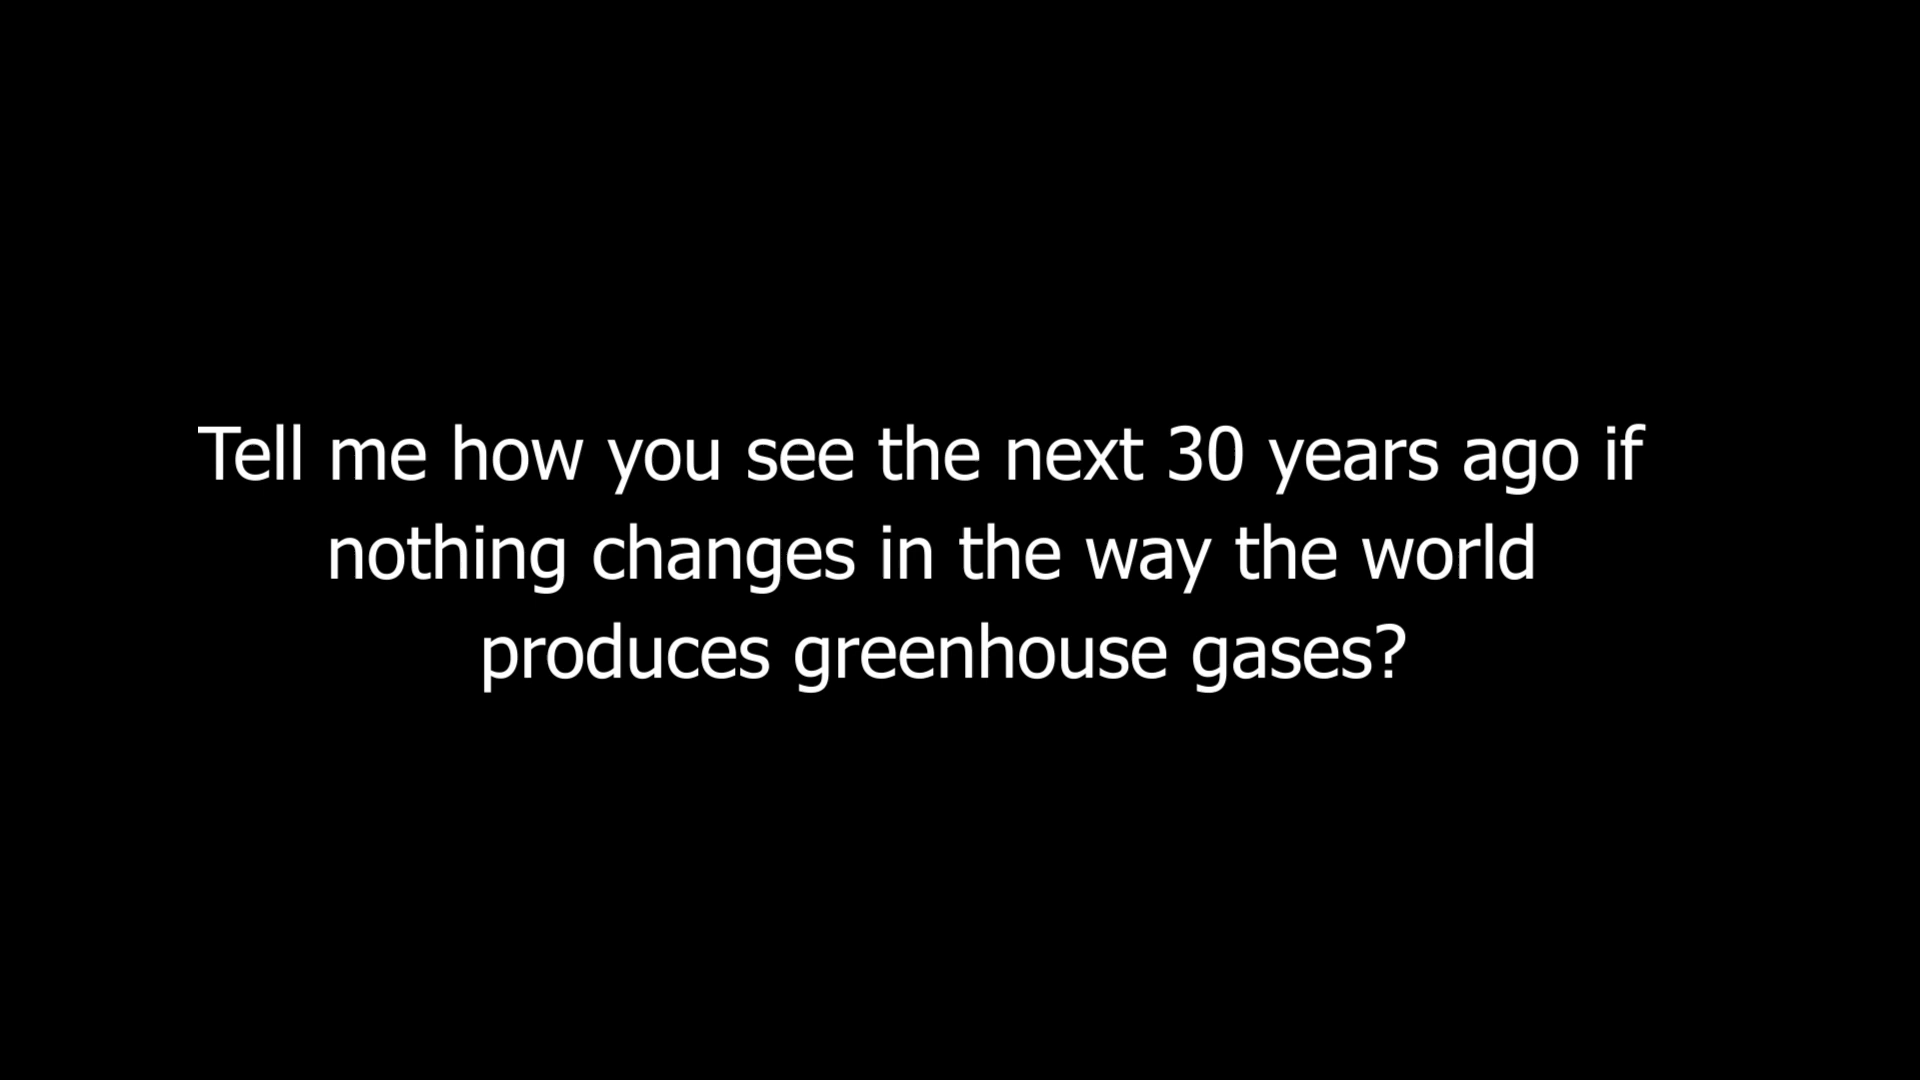 Tell me how you see the next 30 years ago if
nothing changes in the way the world
produces greenhouse gases?